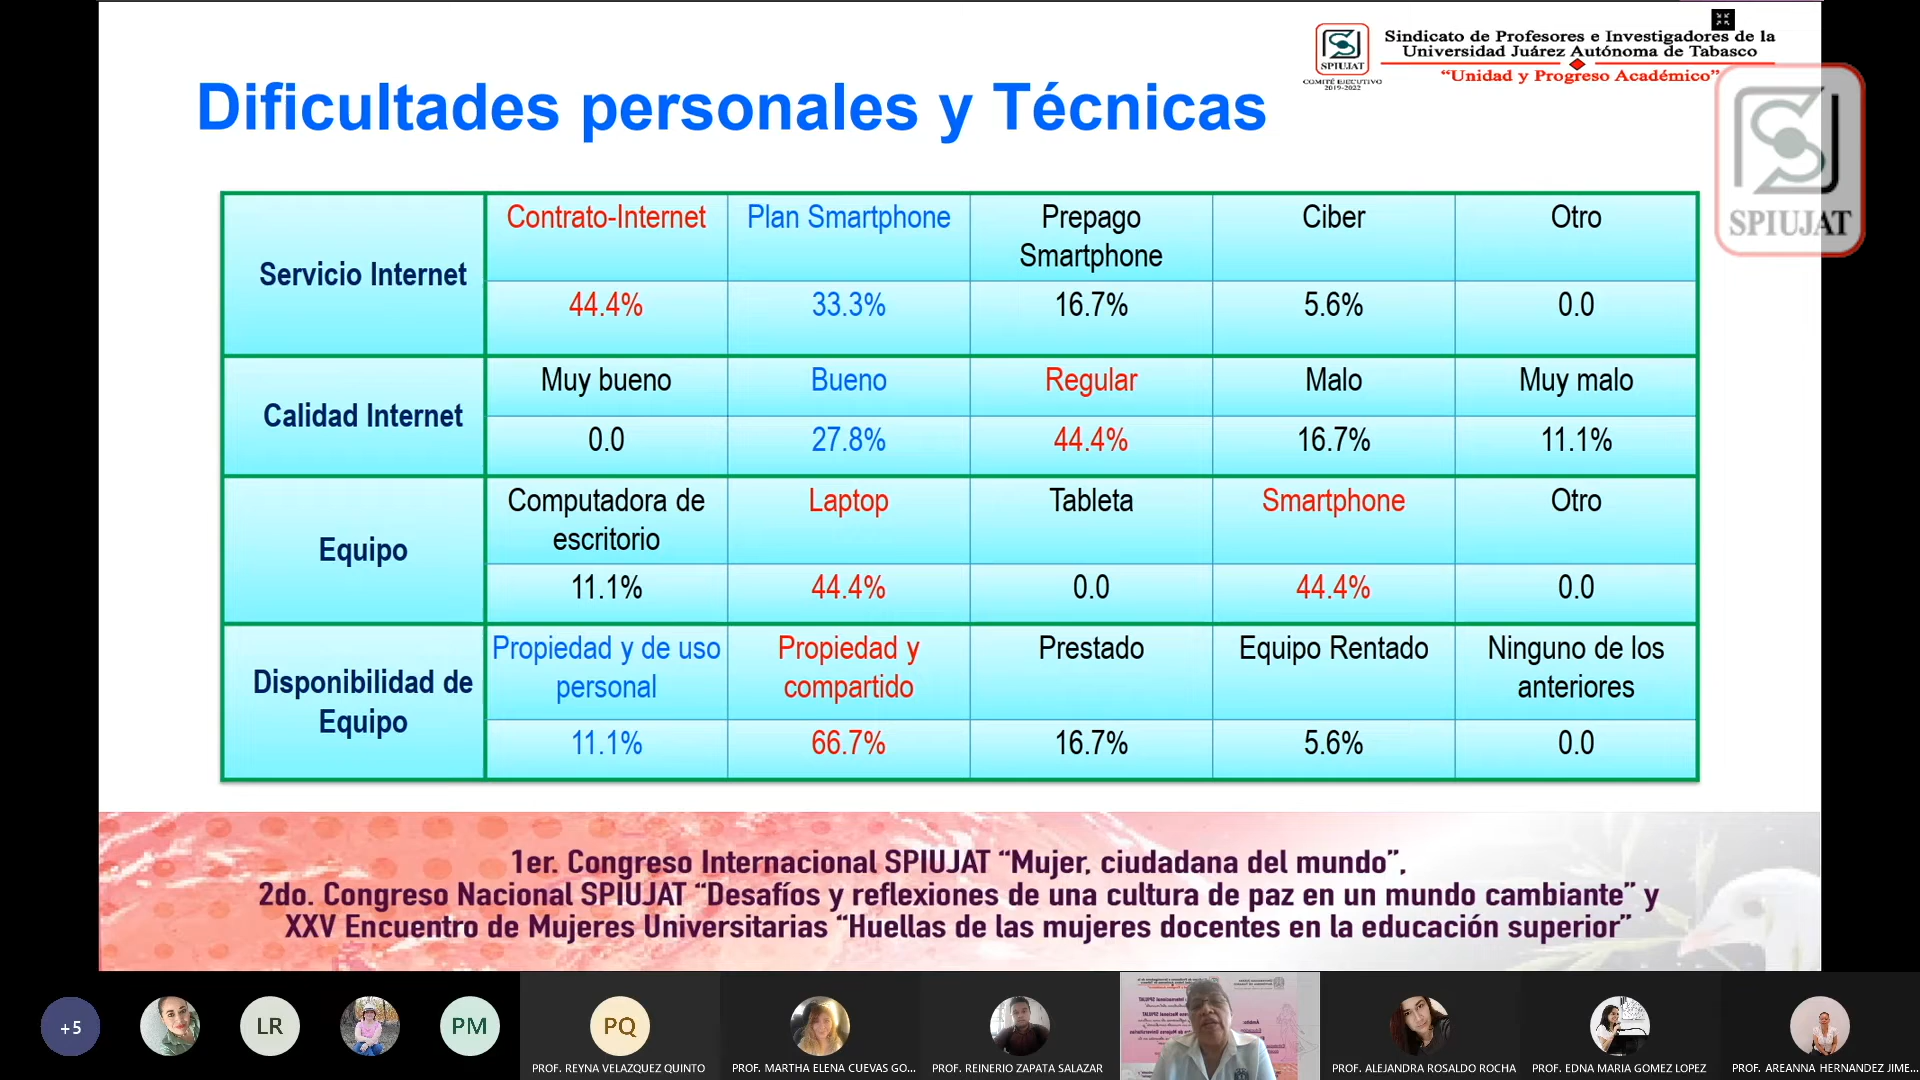 Sindicato de Profesores e Investigadores de la
Universidad Juárez Autónoma de Tabasco
“Unidad y Progreso Académico”
SPIUJAT
COMITÉ EJECUTIVO
2019-2022
SPIUJAT
Dificultades personales y Técnicas
Servicio Internet
Contrato-Internet
Plan Smartphone
Prepago
Smartphone
Ciber
Otro
44.4%
33.3%
16.7%
5.6%
0.0
Calidad Internet
Muy bueno
Bueno
Regular
Malo
Muy malo
0.0
27.8%
44.4%
16.7%
11.1%
Equipo
Computadora de
escritorio
Laptop
Tableta
Smartphone
Otro
11.1%
44.4%
0.0
44.4%
0.0
Disponibilidad de
Equipo
Propiedad y de uso
personal
Propiedad y
compartido
Prestado
Equipo Rentado
Ninguno de los
anteriores
11.1%
66.7%
16.7%
5.6%
0.0
1er. Congreso Internacional SPIUJAT “Mujer, ciudadana del mundo”,
2do. Congreso Nacional SPIUJAT “Desafíos y reflexiones de una cultura de paz en un mundo cambiante” y
XXV Encuentro de Mujeres Universitarias “Huellas de las mujeres docentes en la educación superior”
+5
LR
PM
PQ
PROF. REYNA VELAZQUEZ QUINTO
PROF. MARTHA ELENA CUEVAS GO...
PROF. REINERIO ZAPATA SALAZAR
PROF. ALEJANDRA ROSALDO ROCHA
PROF. EDNA MARIA GOMEZ LOPEZ
PROF. AREANNA HERNANDEZ JIME...